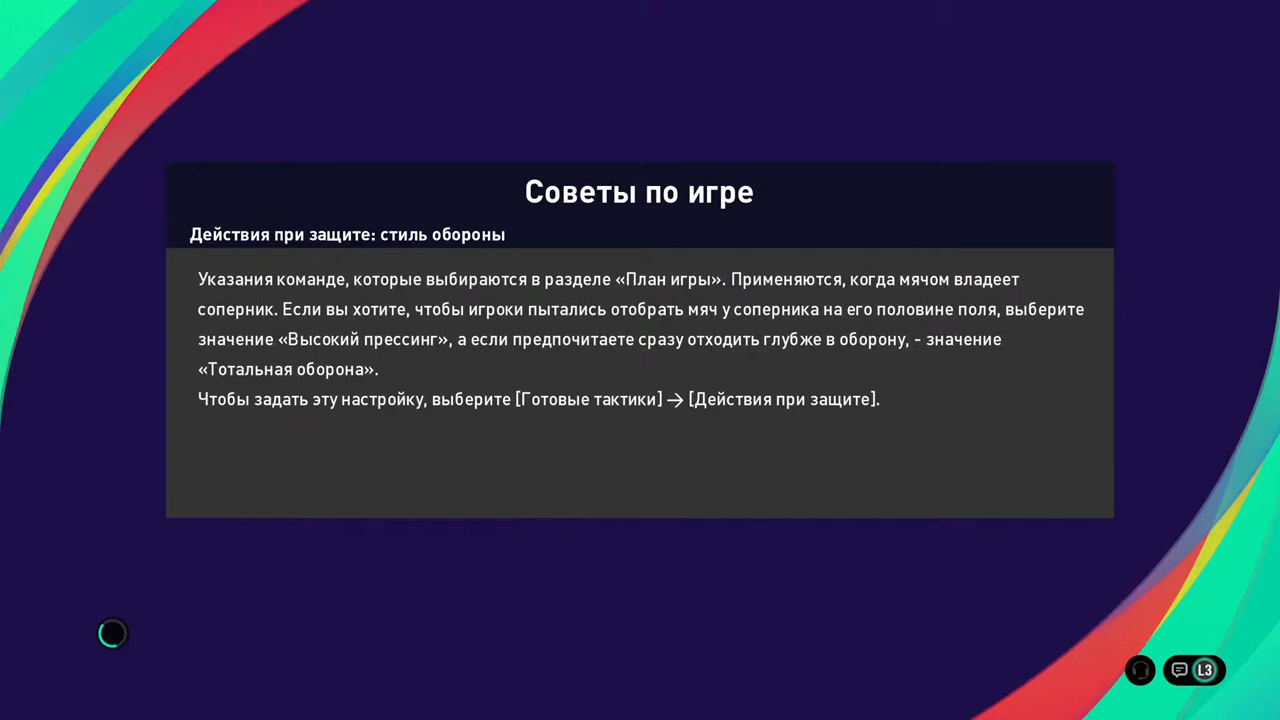 Советы по игре
Действия при защите: стиль обороны
Указания команде, которые выбираются в разделе «План игры». Применяются, когда мячом владеет
соперник. Если вы хотите, чтобы игроки пытались отобрать мяч у соперника на его половине поля, выберите
значение «Высокий прессинг», а если предпочитаете сразу отходить глубже в оборону, - значение
«Тотальная оборона».
Чтобы задать эту настройку, выберите [Готовые тактики] → [Действия при защите].
L3